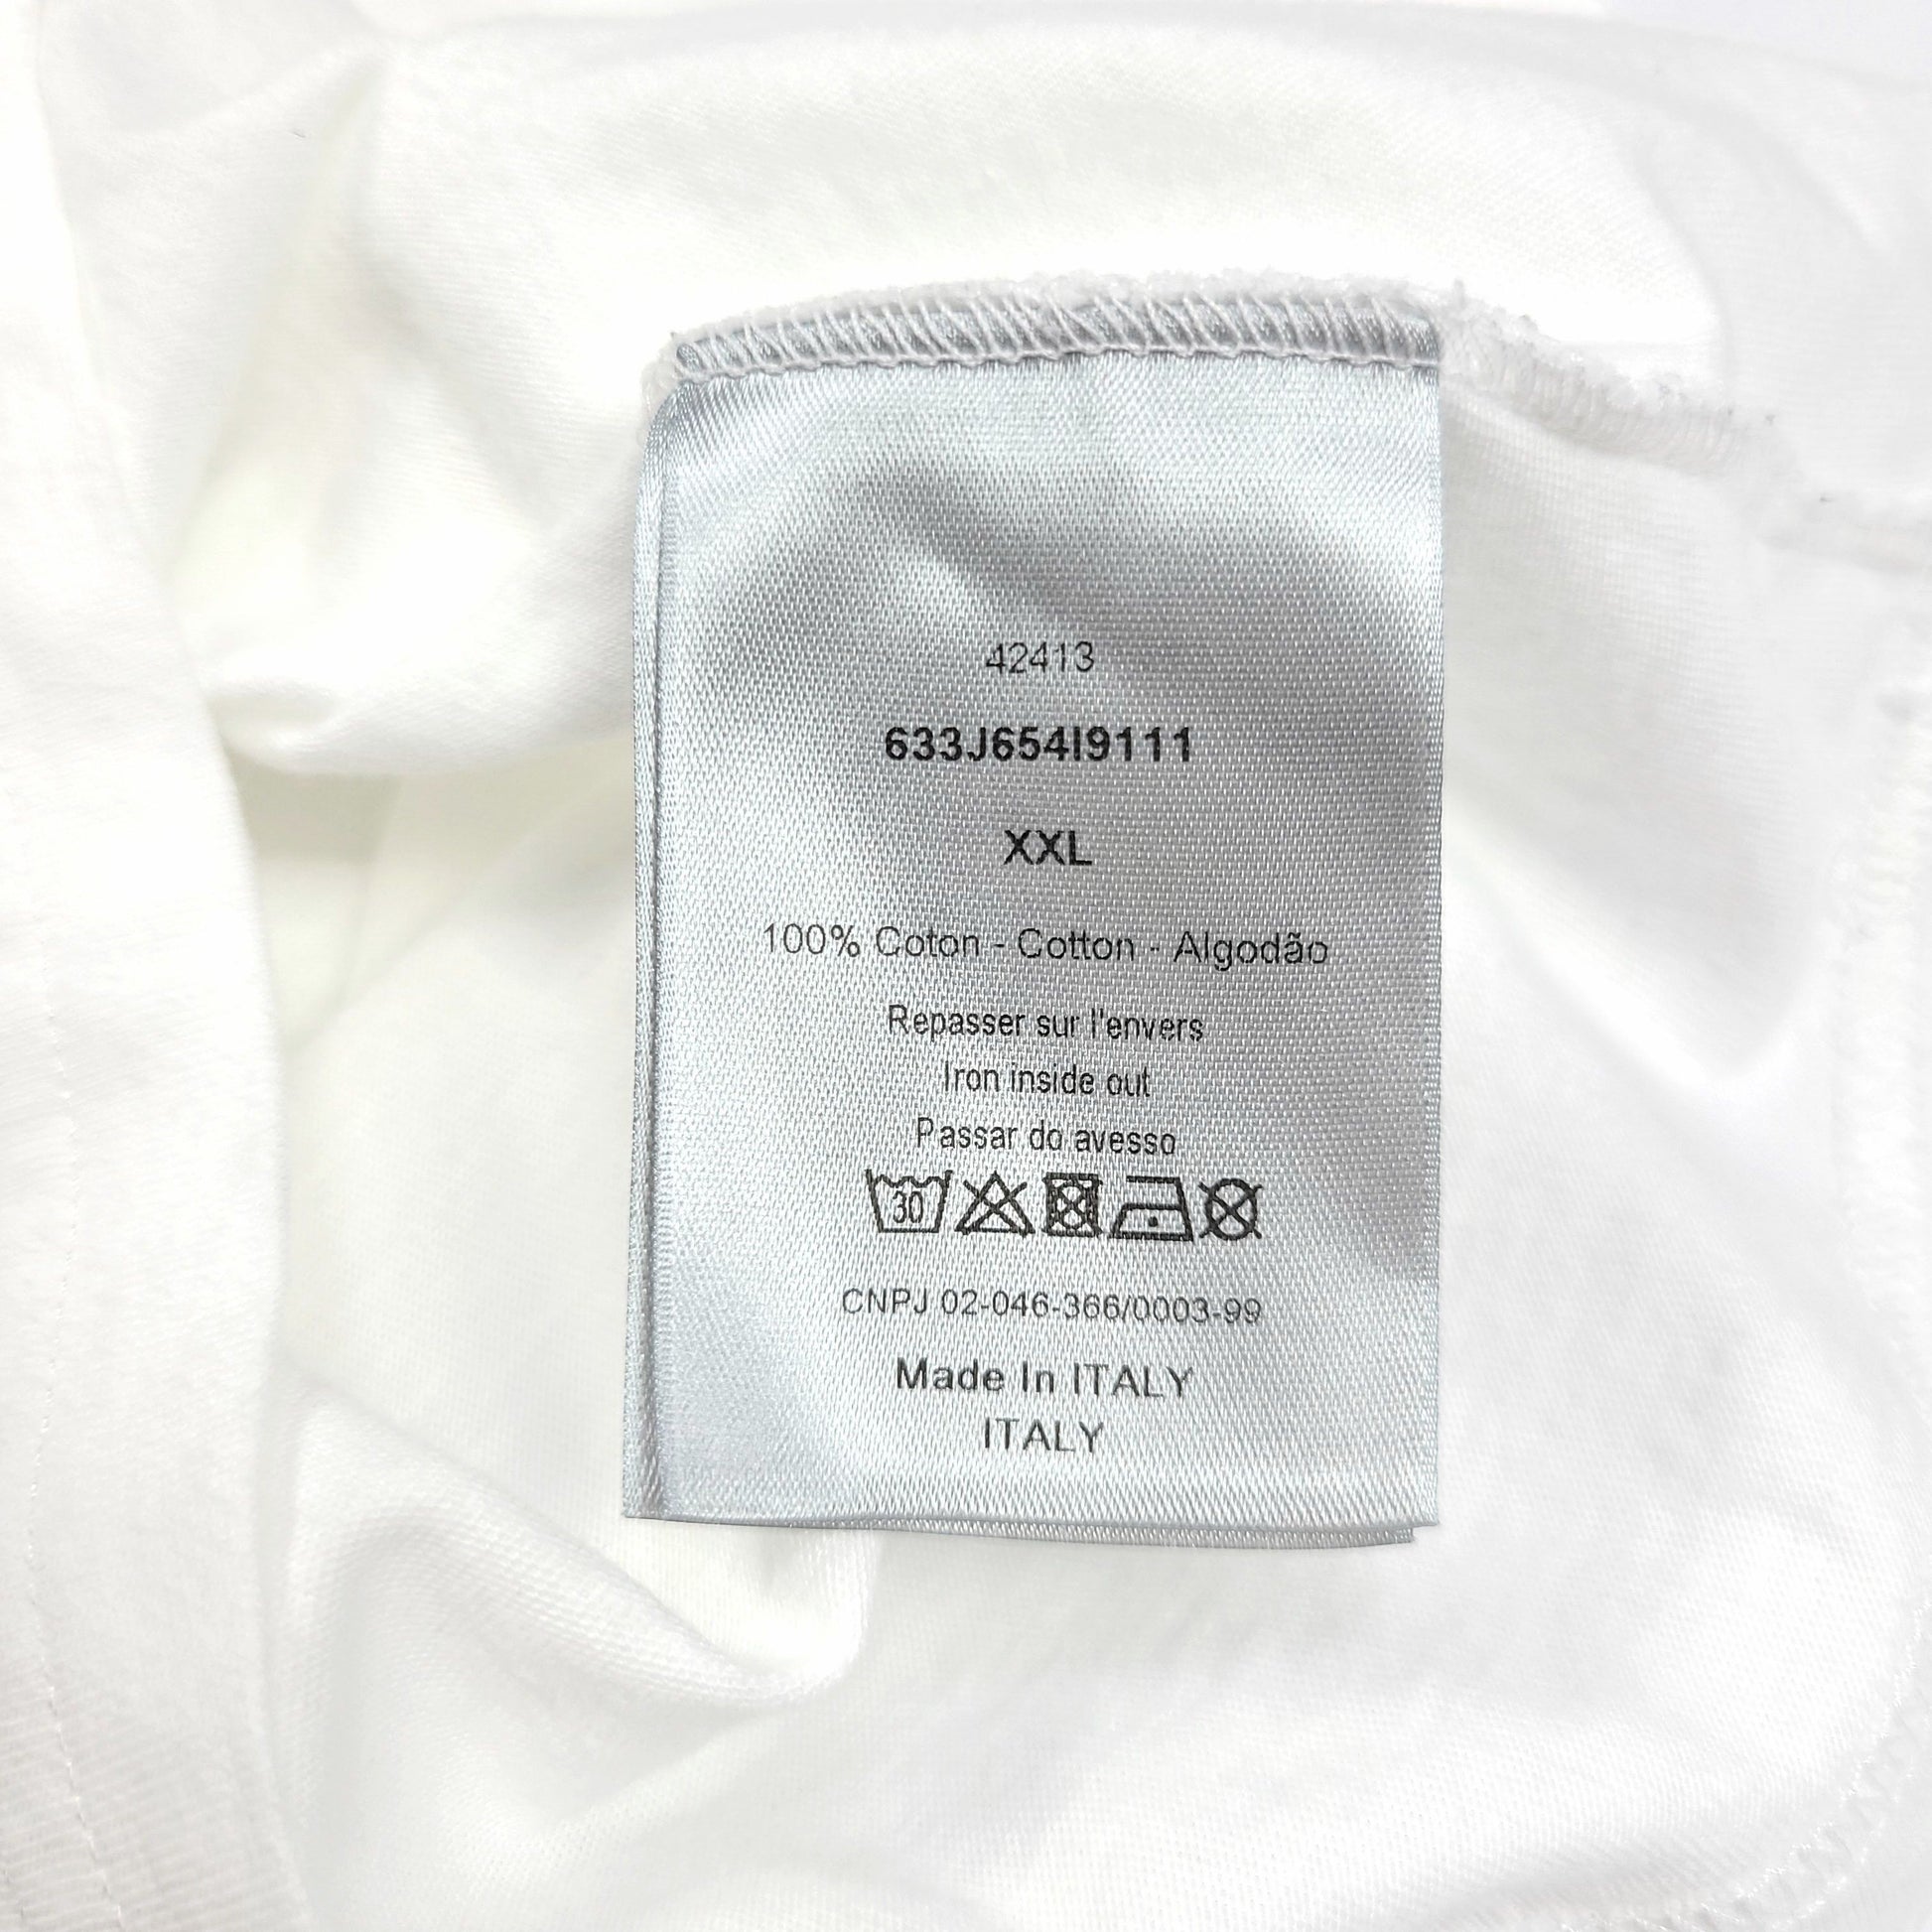 42413
633J654I9111
XXL
100% Coton - Cotton - Algodão
Repasser sur l'envers
Iron inside out
Passar do avesso
30
CNPJ 02-046-366/0003-99
Made In ITALY
ITALY